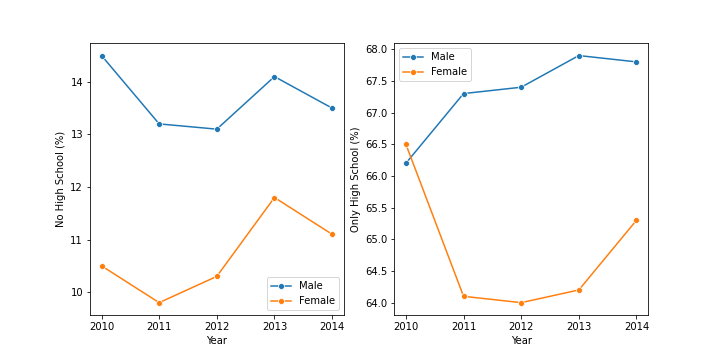 No High School (%)
14
13
12
11
10
2010 2011 2012 2013 2014
Year
Male
Female
Only High School (%)
68.0
67.5
67.0
66.5
66.0
65.5
65.0
64.5
64.0
2010 2011 2012 2013 2014
Year
Male
Female